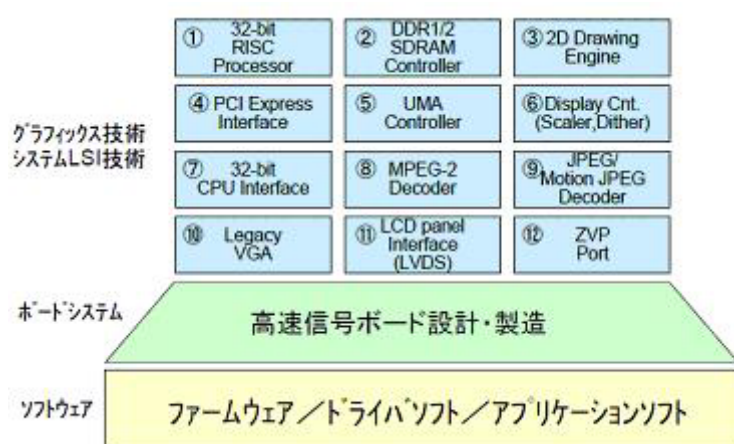 ① 32-bit
RISC
Processor
② DDR1/2
SDRAM
Controller
③ 2D Drawing
Engine
④ PCI Express
Interface
⑤ UMA
Controller
⑥ Display Cnt.
(Scaler,Dither)
グラフィックス技術
システムLSI技術
⑦ 32-bit
CPU Interface
⑧ MPEG-2
Decoder
⑨ JPEG/
Motion JPEG
Decoder
⑩ Legacy
VGA
⑪ LCD panel
Interface
(LVDS)
⑫ ZVP
Port
ボードシステム
高速信号ボード設計・製造
ソフトウェア
ファームウェア／ドライバソフト／アプリケーションソフト